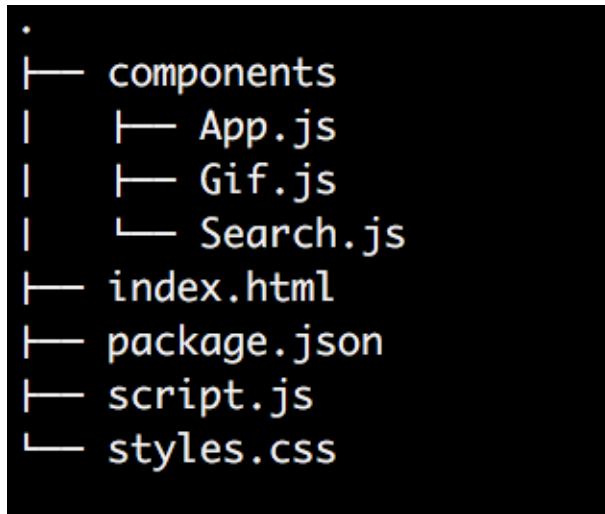 .
├── components
│   ├── App.js
│   ├── Gif.js
│   └── Search.js
├── index.html
├── package.json
├── script.js
└── styles.css